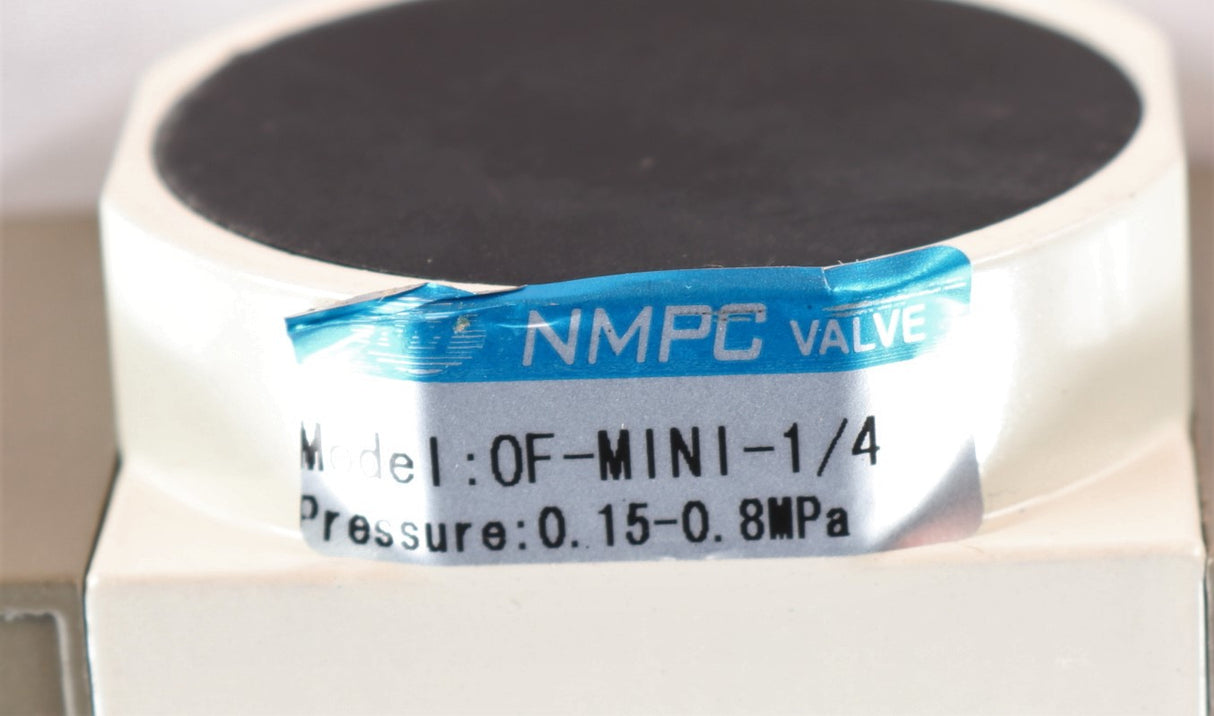 NMPC VALVE
Model:OF-MINI-1/4
Pressure:0.15-0.8MPa